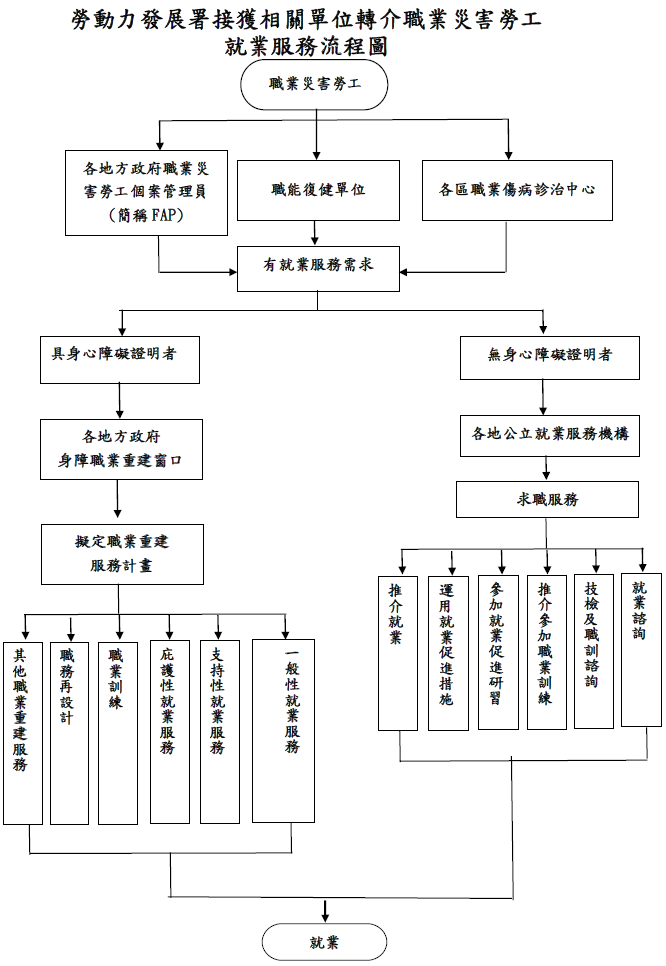 勞動力發展署接獲相關單位轉介職業災害勞工
就業服務流程圖
職業災害勞工
各地方政府職業災
害勞工個案管理員
(簡稱FAP)
職能復健單位
各區職業傷病診治中心
有就業服務需求
具身心障礙證明者
無身心障礙證明者
各地方政府
身障職業重建窗口
各地公立就業服務機構
求職服務
擬定職業重建
服務計畫
推介就業
運用就業促進措施
參加就業促進研習
推介參加職業訓練
技檢及職訓諮詢
就業諮詢
其他職業重建服務
職務再設計
職業訓練
庇護性就業服務
支持性就業服務
一般性就業服務
就業